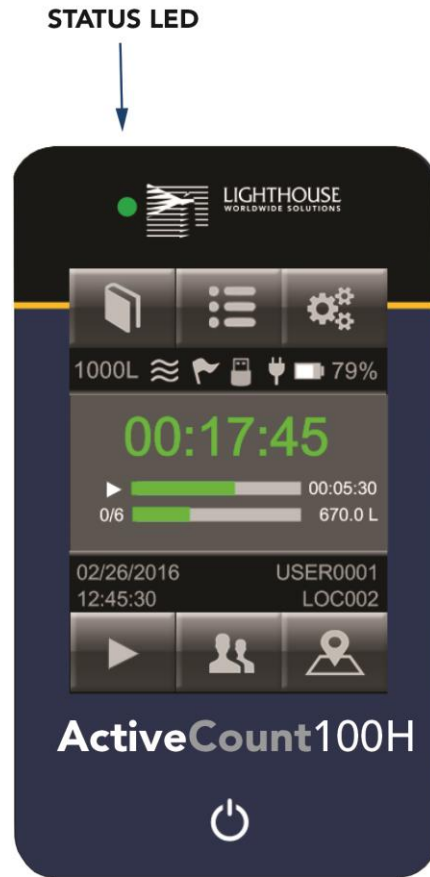 STATUS LED
LIGHTHOUSE
WORLDWIDE SOLUTIONS
1000L 79%
00:17:45
00:05:30
0/6 670.0 L
02/26/2016 USER0001
12:45:30 LOC002
ActiveCount100H